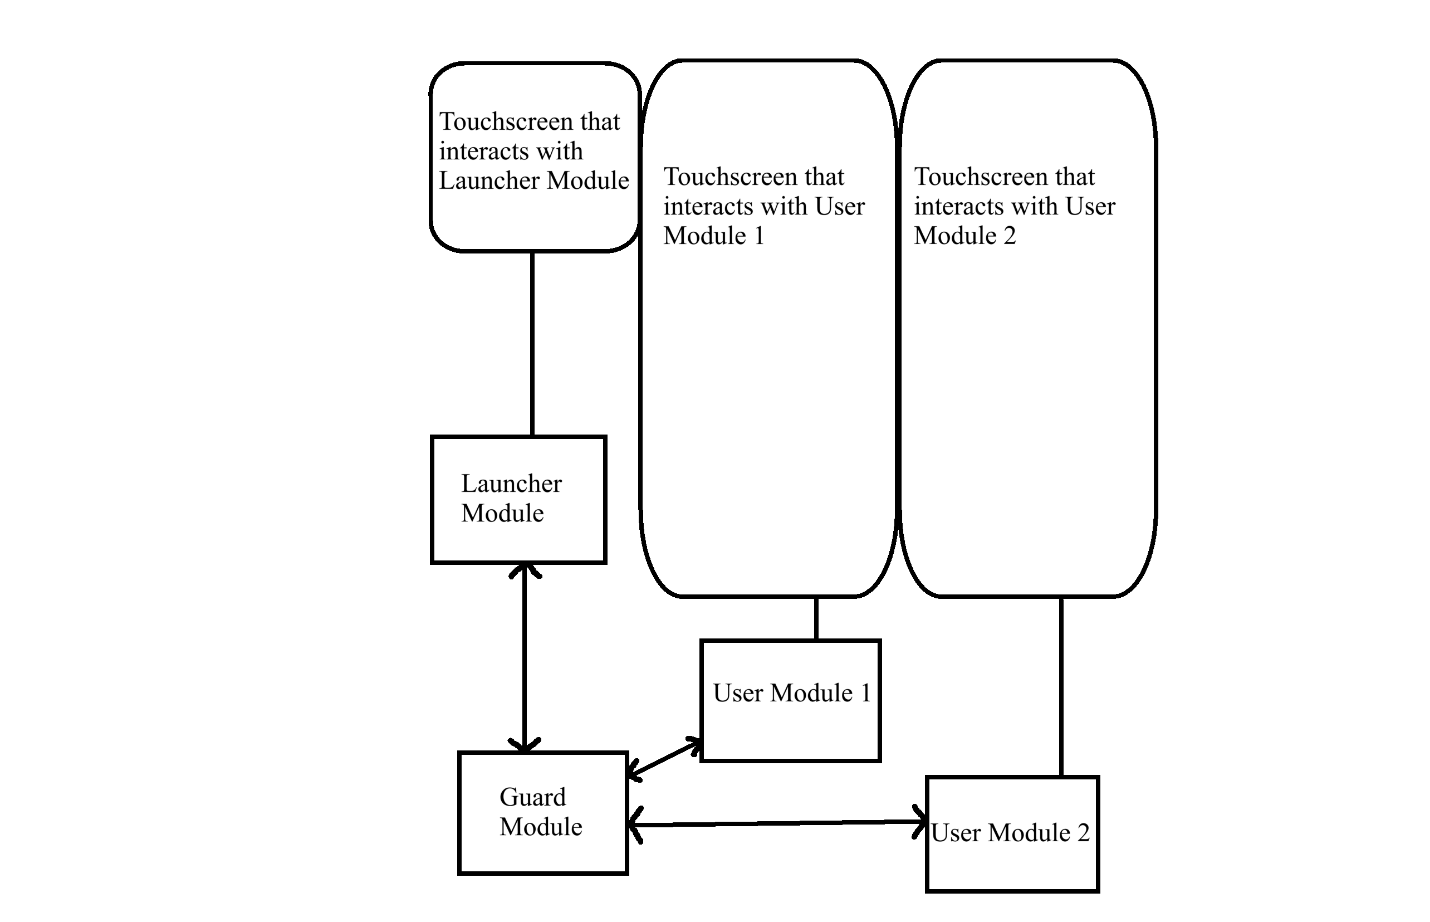 Touchscreen that
interacts with
Launcher Module
Touchscreen that
interacts with User
Module 1
Touchscreen that
interacts with User
Module 2
Launcher
Module
User Module 1
Guard
Module
User Module 2